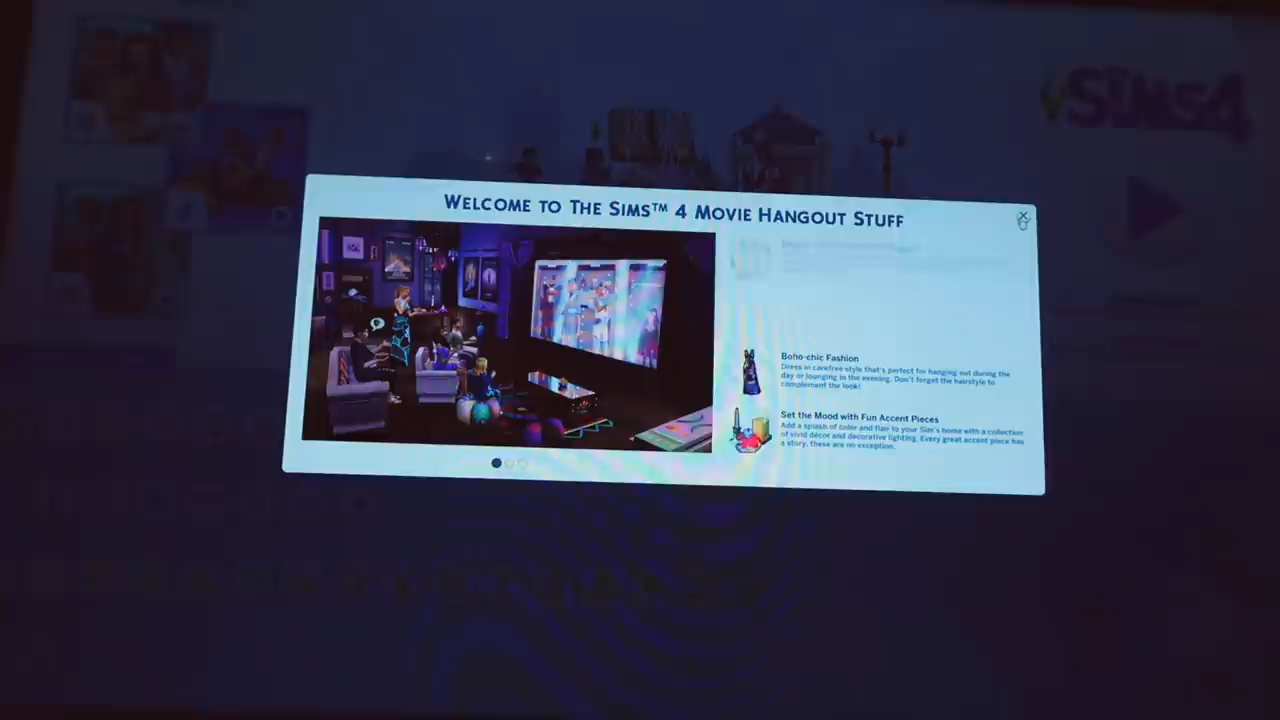 THE SIMS 4
WELCOME TO THE SIMS™ 4 MOVIE HANGOUT STUFF
Boho-chic Fashion
Dress in carefree style that's perfect for hanging out during the
day or lounging in the evening. Don't forget the hairstyle to
complement the look!
Set the Mood with Fun Accent Pieces
Add a splash of color and flair to your Sim's home with a collection
of vivid décor and decorative lighting. Every great accent piece has
a story, these are no exception.